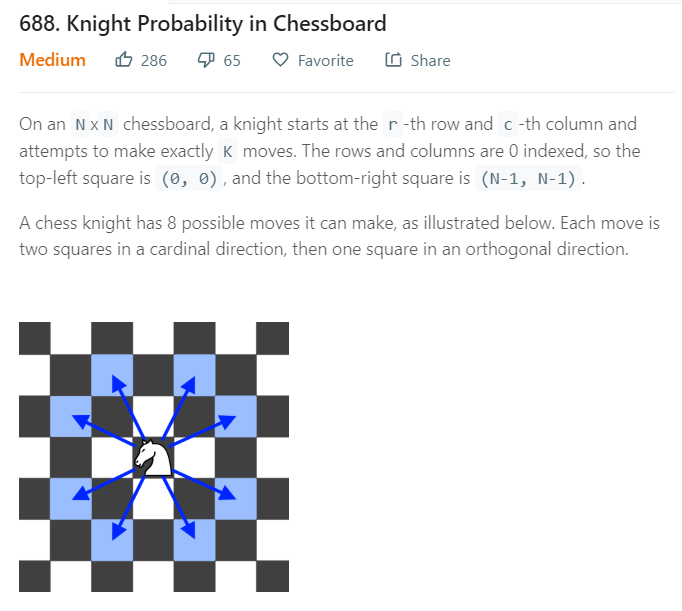 688. Knight Probability in Chessboard
Medium 286 65 Favorite Share
On an NxN chessboard, a knight starts at the r -th row and c -th column and
attempts to make exactly K moves. The rows and columns are 0 indexed, so the
top-left square is (0, 0) , and the bottom-right square is (N-1, N-1) .
A chess knight has 8 possible moves it can make, as illustrated below. Each move is
two squares in a cardinal direction, then one square in an orthogonal direction.